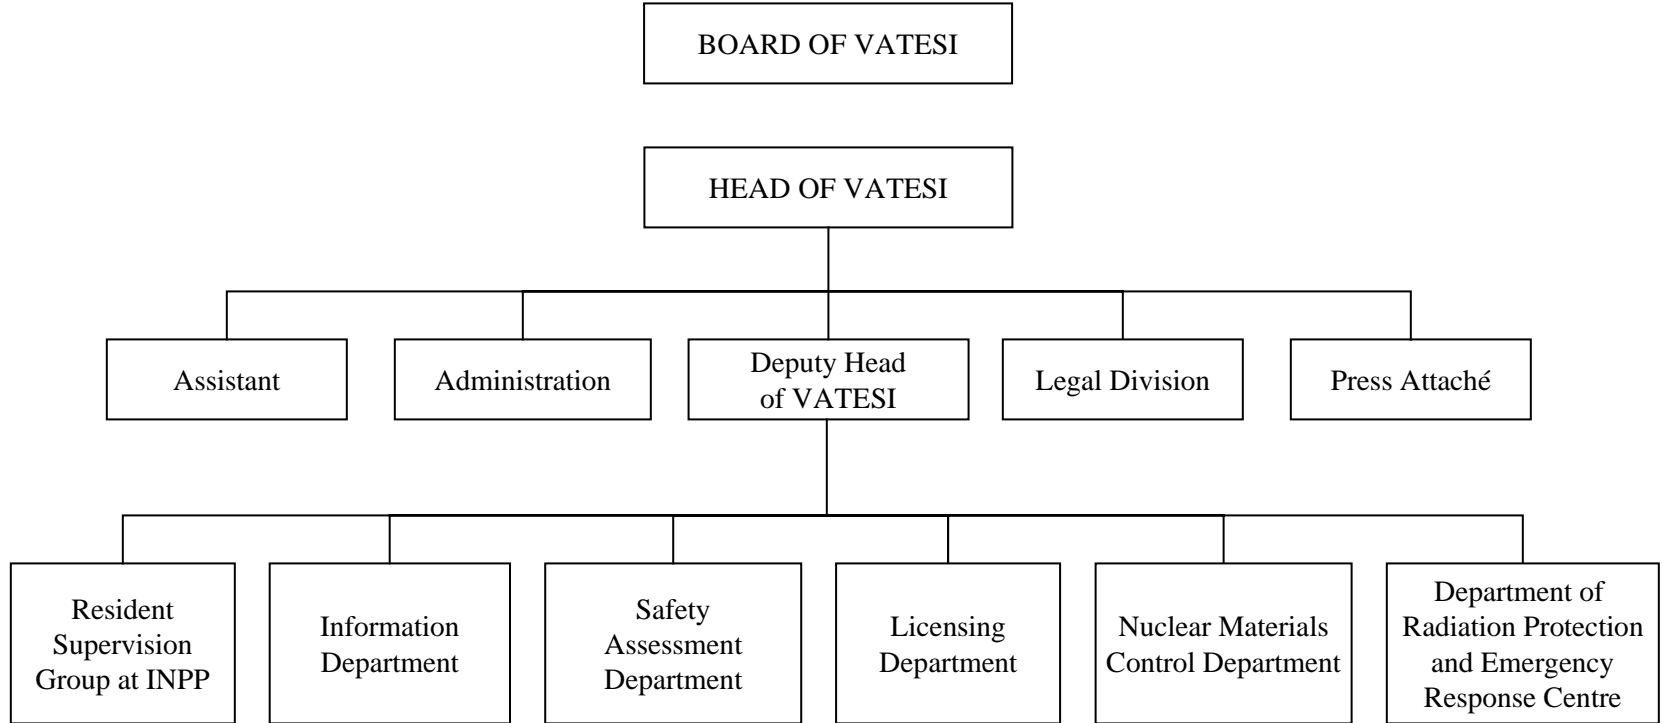 BOARD OF VATESI
HEAD OF VATESI
Assistant
Administration
Deputy Head
of VATESI
Legal Division
Press Attaché
Resident
Supervision
Group at INPP
Information
Department
Safety
Assessment
Department
Licensing
Department
Nuclear Materials
Control Department
Department of
Radiation Protection
and Emergency
Response Centre